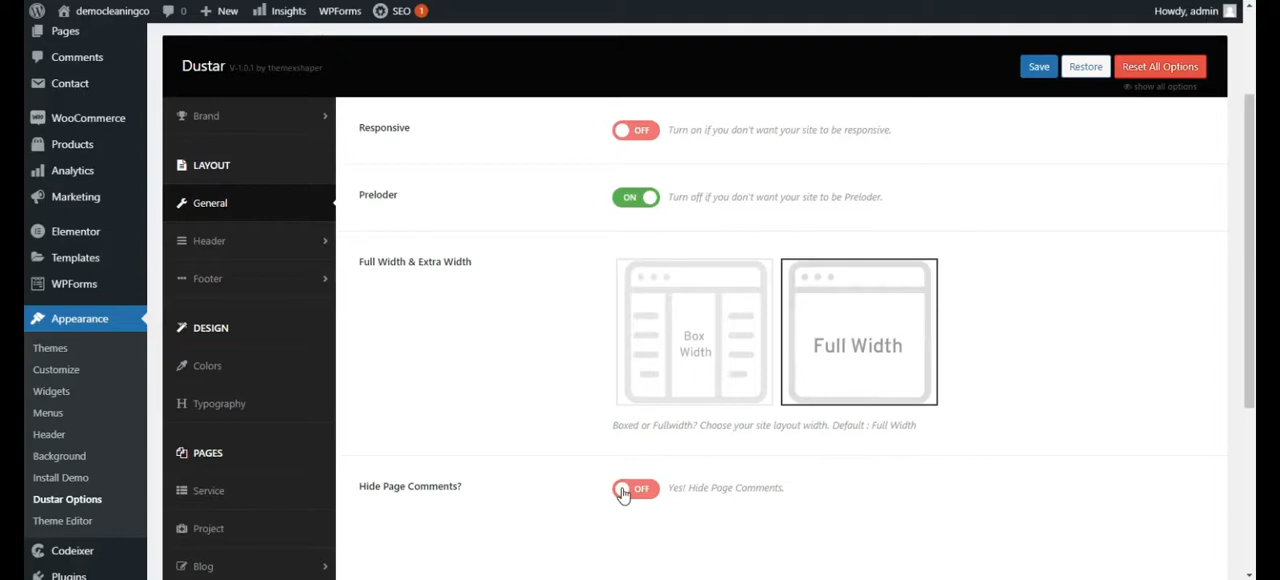 democleaningco 0 New Insights WPForms SEO 1 Howdy, admin
Pages
Comments
Contact
WooCommerce
Products
Analytics
Marketing
Elementor
Templates
WPForms
Appearance
Themes
Customize
Widgets
Menus
Header
Background
Install Demo
Dustar Options
Theme Editor
Codeixer
Plugins
Dustar V-1.0.1 by themexshaper
Save Restore Reset All Options
show all options
Brand
LAYOUT
General
Header
Footer
DESIGN
Colors
Typography
PAGES
Service
Project
Blog
Responsive
OFF Turn on if you don't want your site to be responsive.
Preloder
ON Turn off if you don't want your site to be Preloder.
Full Width & Extra Width
Box
Width
Full Width
Boxed or Fullwidth? Choose your site layout width. Default : Full Width
Hide Page Comments?
OFF Yes! Hide Page Comments.